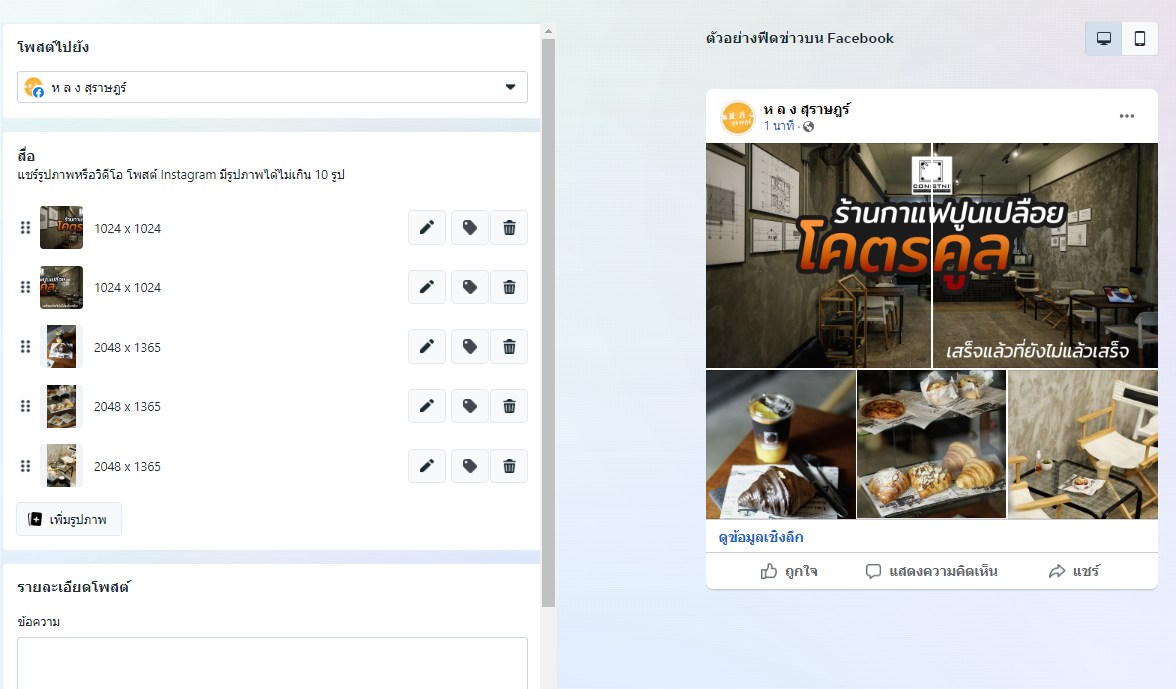 โพสต์ไปยัง
ห ล ง สุราษฎร์
สื่อ
แชร์รูปภาพหรือวิดีโอ โพสต์ Instagram มีรูปภาพได้ไม่เกิน 10 รูป
1024 x 1024
1024 x 1024
2048 x 1365
2048 x 1365
2048 x 1365
เพิ่มรูปภาพ
รายละเอียดโพสต์
ข้อความ
ตัวอย่างฟีดข่าวบน Facebook
ห ล ง สุราษฎร์
1 นาที ·
ร้านกาแฟปูนเปลือย
โคตรคูล
เสร็จแล้วที่ยังไม่แล้วเสร็จ
ดูข้อมูลเชิงลึก
ถูกใจ
แสดงความคิดเห็น
แชร์